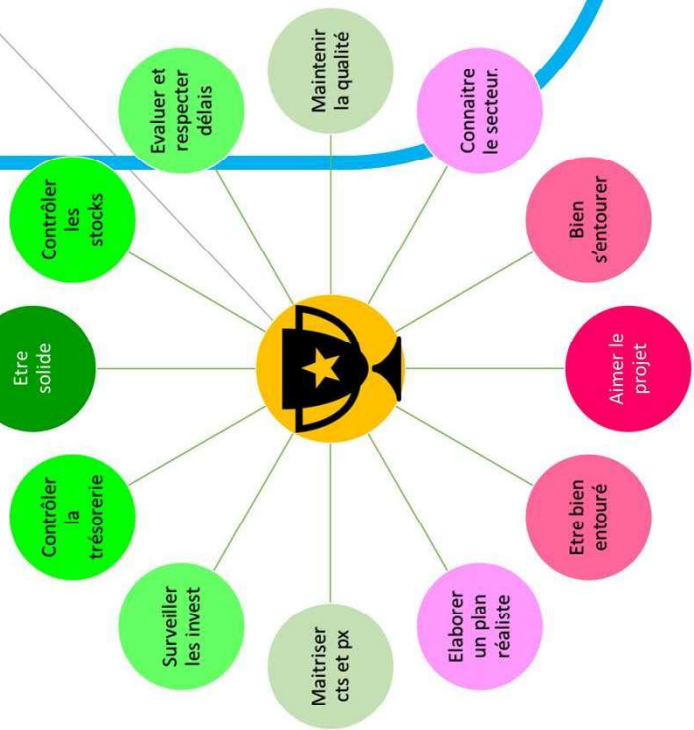 Maintenir
la qualité
Connaitre
le secteur.
Bien
s'entourer
Aimer le
projet
Etre bien
entouré
Elaborer
un plan
réaliste
Maitriser
cts et px
Surveiller
les invest
Contrôler
la
trésorerie
Etre
solide
Contrôler
les
stocks
Evaluer et
respecter
délais